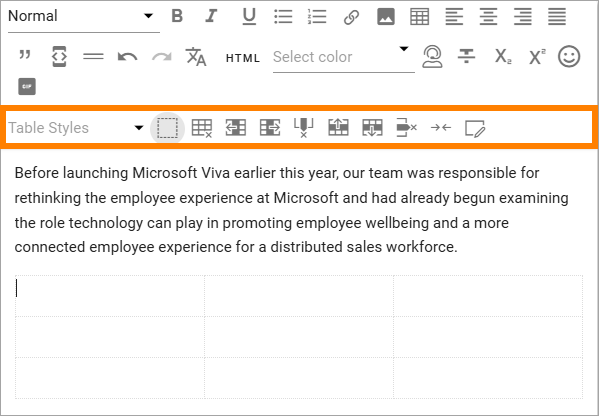 Normal B I U
” HTML Select color X₂ X²
GIF
Table Styles
Before launching Microsoft Viva earlier this year, our team was responsible for
rethinking the employee experience at Microsoft and had already begun examining
the role technology can play in promoting employee wellbeing and a more
connected employee experience for a distributed sales workforce.